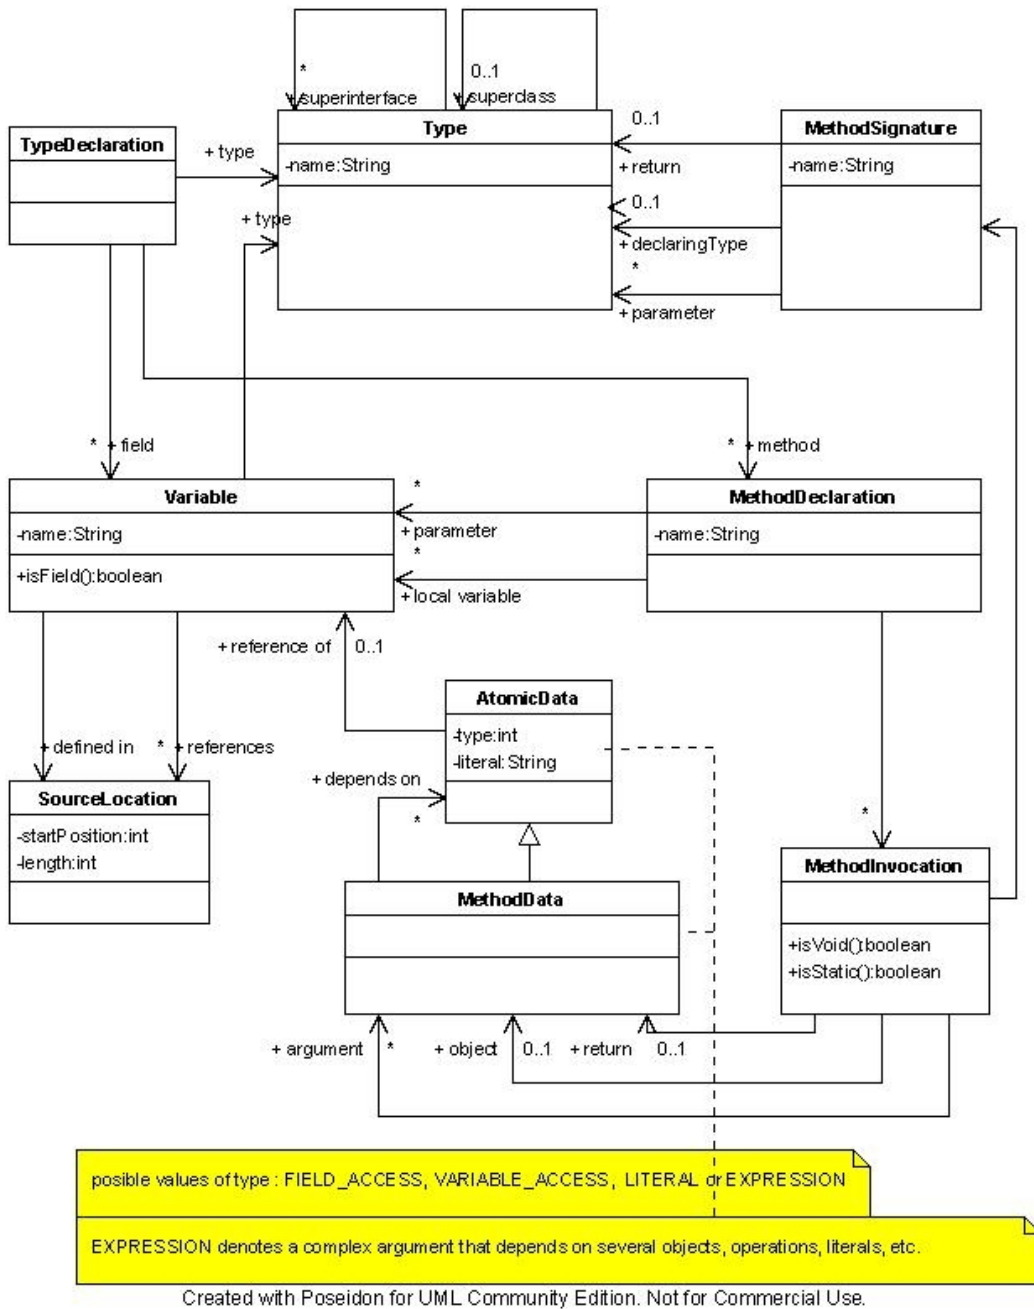 *
0..1
+ superinterface
+ superclass
TypeDeclaration
+ type
Type
-name:String
0..1
+ return
MethodSignature
-name:String
+ type
0..1
+ declaringType
*
+ parameter
* + field
* + method
Variable
-name:String
+isField():boolean
*
+ parameter
*
+ local variable
MethodDeclaration
-name:String
+ reference of 0..1
AtomicData
-type:int
-literal:String
+ defined in
* + references
+ depends on
*
*
SourceLocation
-startPosition:int
-length:int
MethodData
MethodInvocation
+isVoid():boolean
+isStatic():boolean
+ argument * + object 0..1 + return 0..1
posible values of type : FIELD_ACCESS, VARIABLE_ACCESS, LITERAL or EXPRESSION
EXPRESSION denotes a complex argument that depends on several objects, operations, literals, etc.
Created with Poseidon for UML Community Edition. Not for Commercial Use.